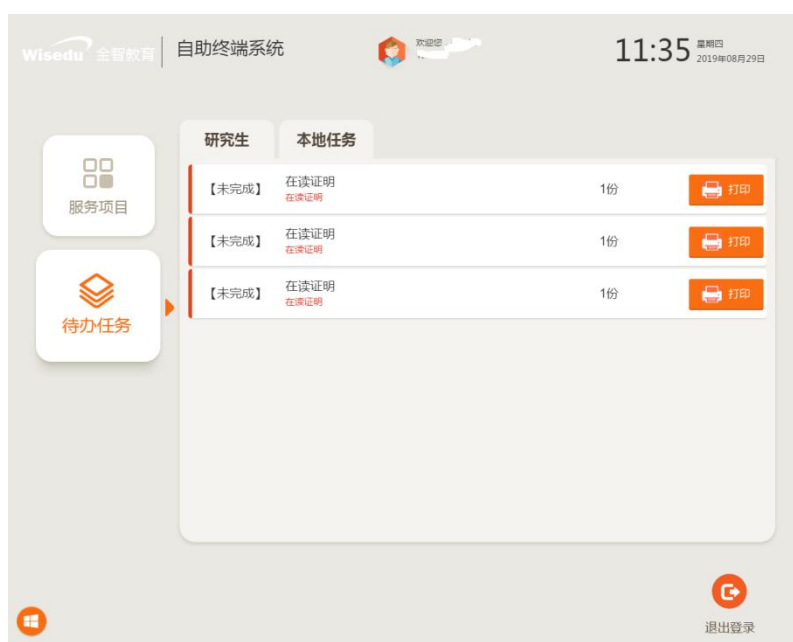 Wisedu 金智教育
自助终端系统
欢迎您
11:35
星期四
2019年08月29日
服务项目
待办任务
研究生
本地任务
【未完成】
在读证明
在读证明
1份
打印
【未完成】
在读证明
在读证明
1份
打印
【未完成】
在读证明
在读证明
1份
打印
退出登录